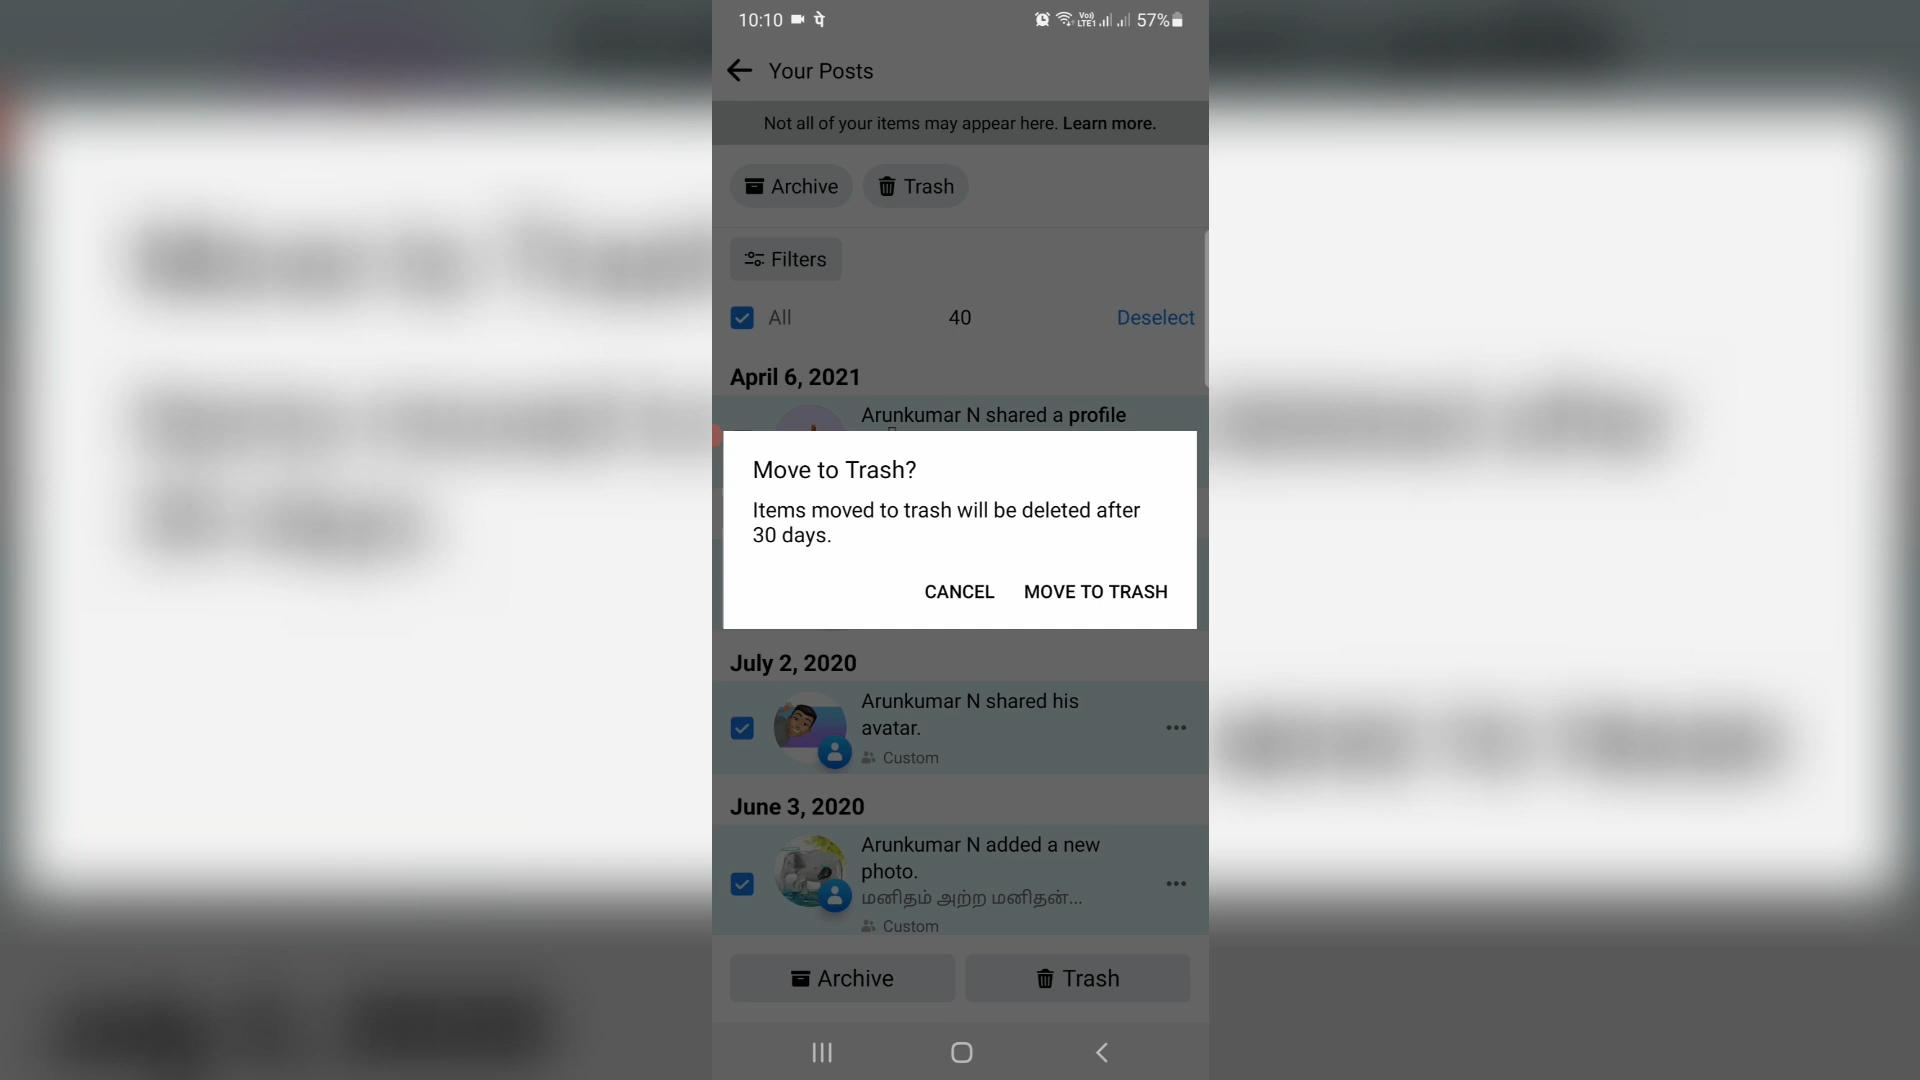 10:10 पे Vo) LTE1 57%
Your Posts
Not all of your items may appear here. Learn more.
Archive Trash
Filters
All 40 Deselect
April 6, 2021
Arunkumar N shared a profile
Move to Trash?
Items moved to trash will be deleted after
30 days.
CANCEL MOVE TO TRASH
July 2, 2020
Arunkumar N shared his
avatar.
Custom
June 3, 2020
Arunkumar N added a new
photo.
மனிதம் அற்ற மனிதன்...
Custom
Archive Trash